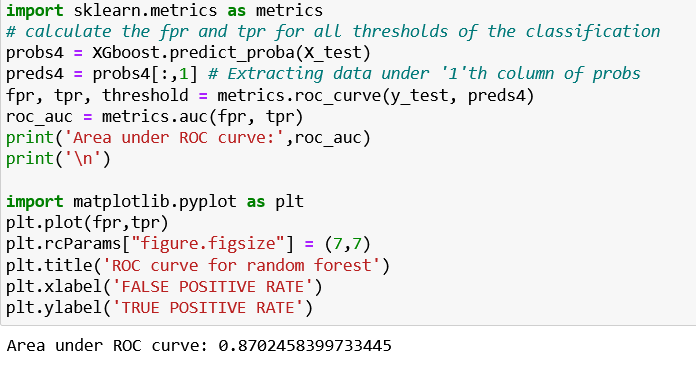 import sklearn.metrics as metrics
# calculate the fpr and tpr for all thresholds of the classification
probs4 = XGboost.predict_proba(X_test)
preds4 = probs4[:,1] # Extracting data under '1'th column of probs
fpr, tpr, threshold = metrics.roc_curve(y_test, preds4)
roc_auc = metrics.auc(fpr, tpr)
print('Area under ROC curve:',roc_auc)
print('\n')
import matplotlib.pyplot as plt
plt.plot(fpr,tpr)
plt.rcParams["figure.figsize"] = (7,7)
plt.title('ROC curve for random forest')
plt.xlabel('FALSE POSITIVE RATE')
plt.ylabel('TRUE POSITIVE RATE')
Area under ROC curve: 0.8702458399733445